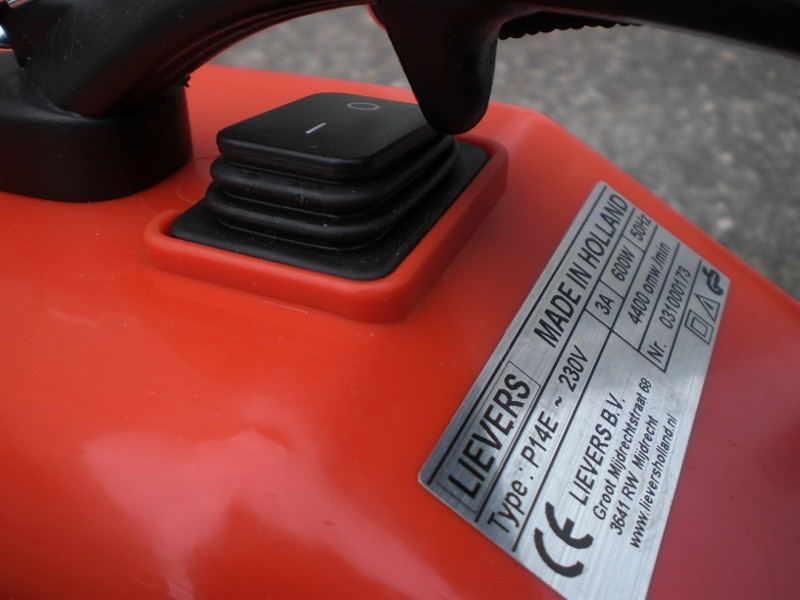 I O
LIEVERS MADE IN HOLLAND
Type.: P14E ~ 230V 3A 600W 50Hz
4400 omw/min
Nr. 031000173
CE LIEVERS B.V.
Groot Mijdrechtstraat 68
3641 RW Mijdrecht
www.lieversholland.nl